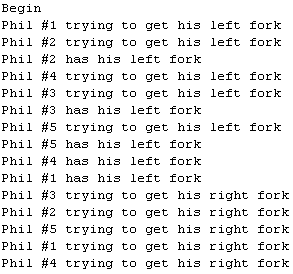 Begin
Phil #1 trying to get his left fork
Phil #2 trying to get his left fork
Phil #2 has his left fork
Phil #4 trying to get his left fork
Phil #3 trying to get his left fork
Phil #3 has his left fork
Phil #5 trying to get his left fork
Phil #5 has his left fork
Phil #4 has his left fork
Phil #1 has his left fork
Phil #3 trying to get his right fork
Phil #2 trying to get his right fork
Phil #5 trying to get his right fork
Phil #1 trying to get his right fork
Phil #4 trying to get his right fork